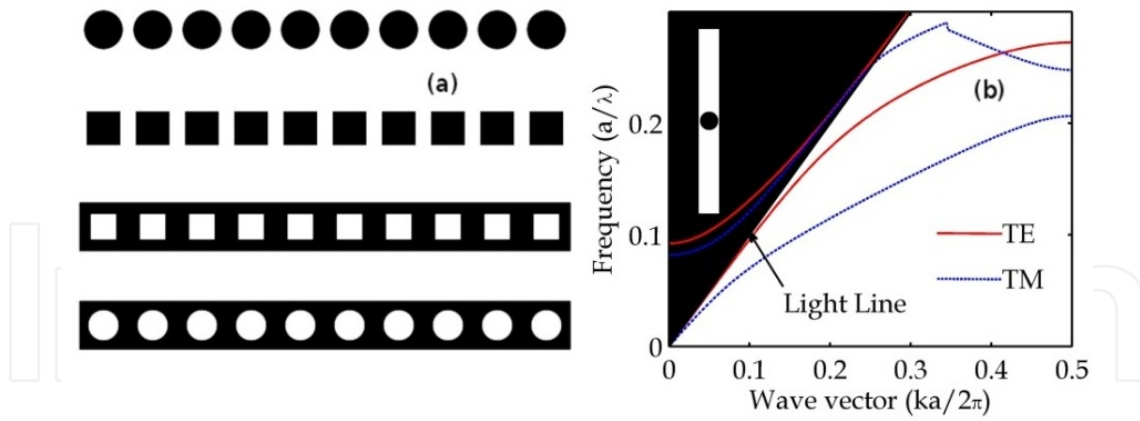 (a)
(b)
Frequency (a/λ)
0.2
0.1
0
TE
TM
Light Line
0
0.1
0.2
0.3
0.4
0.5
Wave vector (ka/2π)